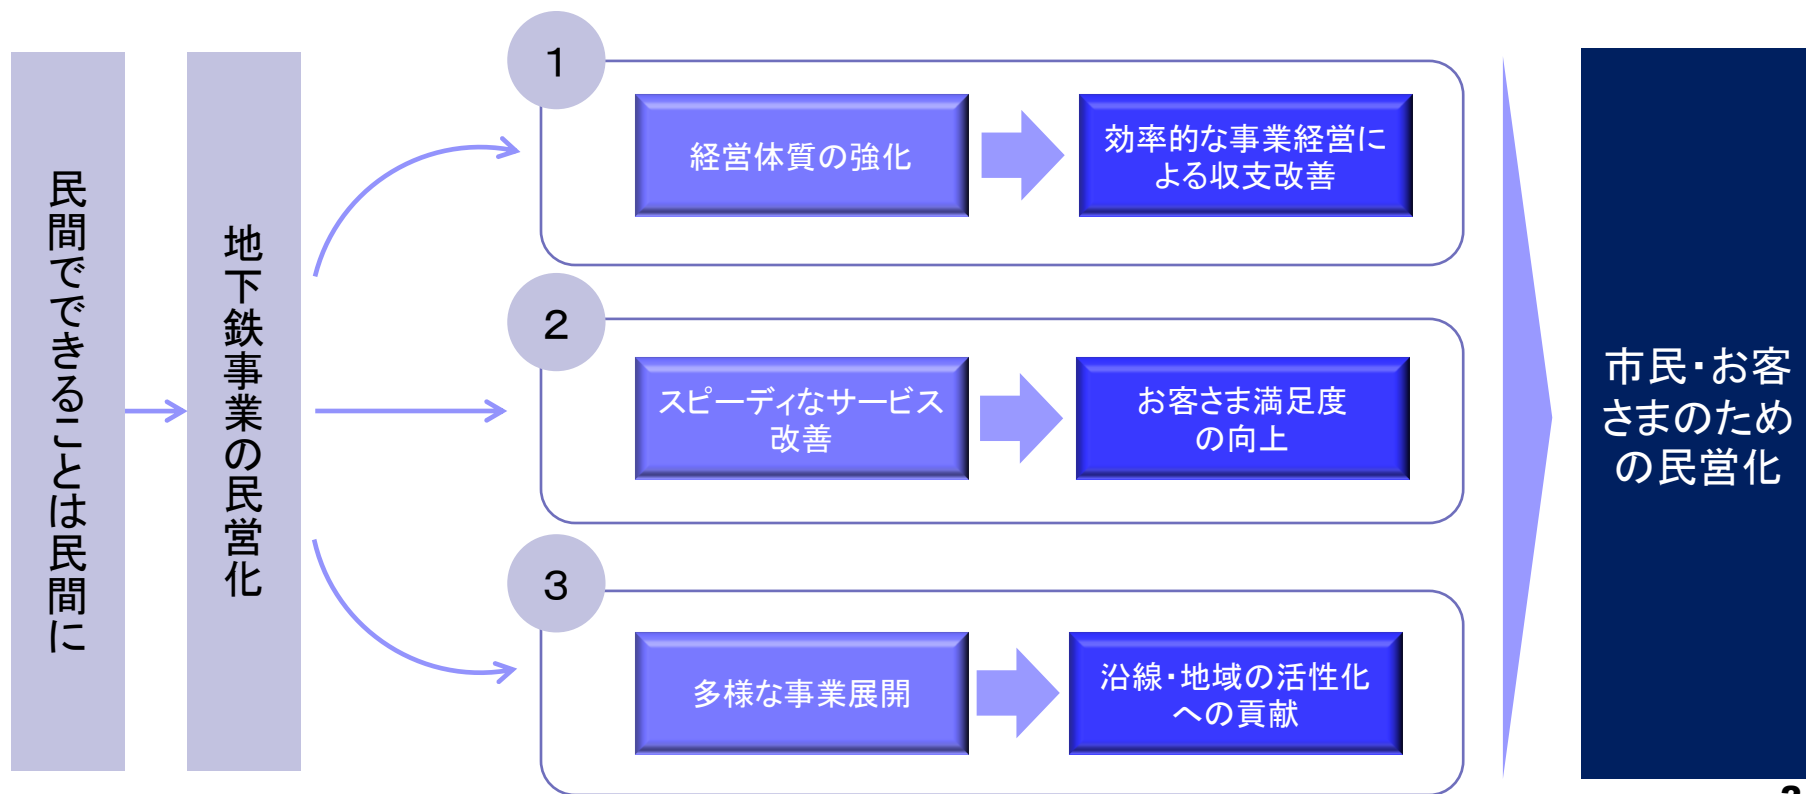 民間でできることは民間に
地下鉄事業の民営化
1
経営体質の強化
効率的な事業経営に
よる収支改善
2
スピーディなサービス
改善
お客さま満足度
の向上
3
多様な事業展開
沿線・地域の活性化
への貢献
市民・お客
さまのため
の民営化